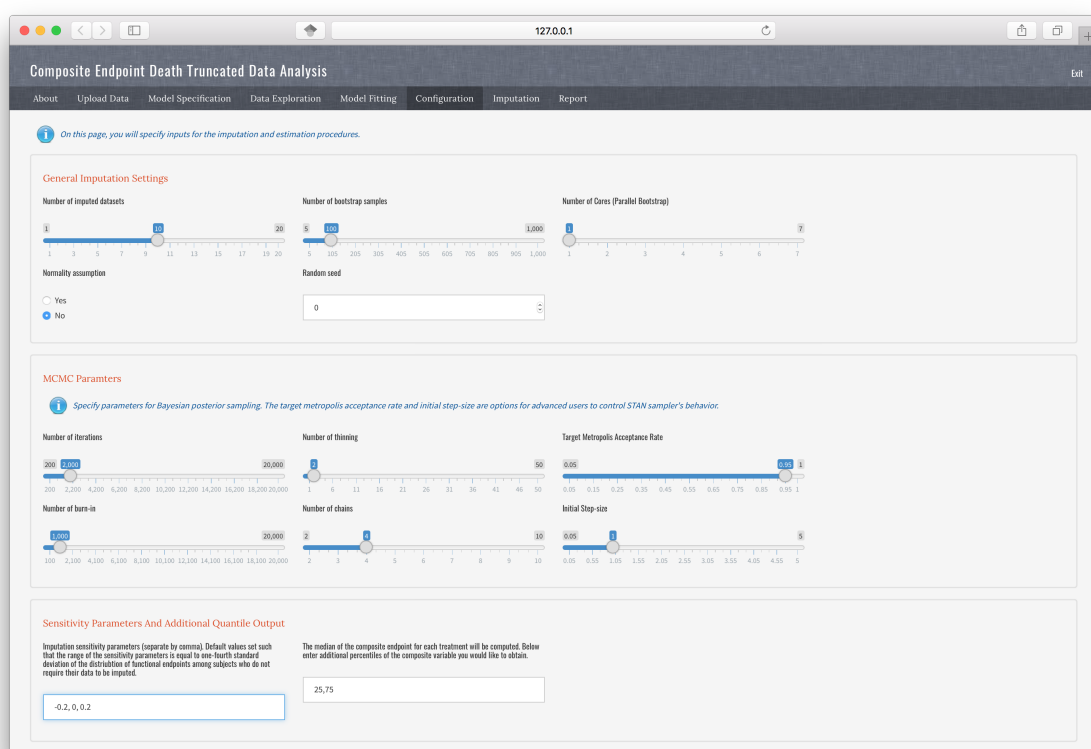 127.0.0.1
Composite Endpoint Death Truncated Data Analysis
Exit
About Upload Data Model Specification Data Exploration Model Fitting Configuration Imputation Report
On this page, you will specify inputs for the imputation and estimation procedures.
General Imputation Settings
Number of imputed datasets
1 10 20
1 3 5 7 9 11 13 15 17 19 20
Number of bootstrap samples
5 100 1,000
5 105 205 305 405 505 605 705 805 905 1,000
Number of Cores (Parallel Bootstrap)
1 7
1 2 3 4 5 6 7
Normality assumption
Yes
No
Random seed
0
MCMC Paramters
Specify parameters for Bayesian posterior sampling. The target metropolis acceptance rate and initial step-size are options for advanced users to control STAN sampler's behavior.
Number of iterations
200 2,000 20,000
200 2,200 4,200 6,200 8,200 10,200 12,200 14,200 16,200 18,200 20,000
Number of thinning
2 50
1 6 11 16 21 26 31 36 41 46 50
Target Metropolis Acceptance Rate
0.05 0.95 1
0.05 0.15 0.25 0.35 0.45 0.55 0.65 0.75 0.85 0.95 1
Number of burn-in
1,000 20,000
100 2,100 4,100 6,100 8,100 10,100 12,100 14,100 16,100 18,100 20,000
Number of chains
2 4 10
2 3 4 5 6 7 8 9 10
Initial Step-size
0.05 1 5
0.05 0.55 1.05 1.55 2.05 2.55 3.05 3.55 4.05 4.55 5
Sensitivity Parameters And Additional Quantile Output
Imputation sensitivity parameters (separate by comma). Default values set such
that the range of the sensitivity parameters is equal to one-fourth standard
deviation of the distriubtion of functional endpoints among subjects who do not
require their data to be imputed.
-0.2, 0, 0.2
The median of the composite endpoint for each treatment will be computed. Below
enter additional percentiles of the composite variable you would like to obtain.
25,75